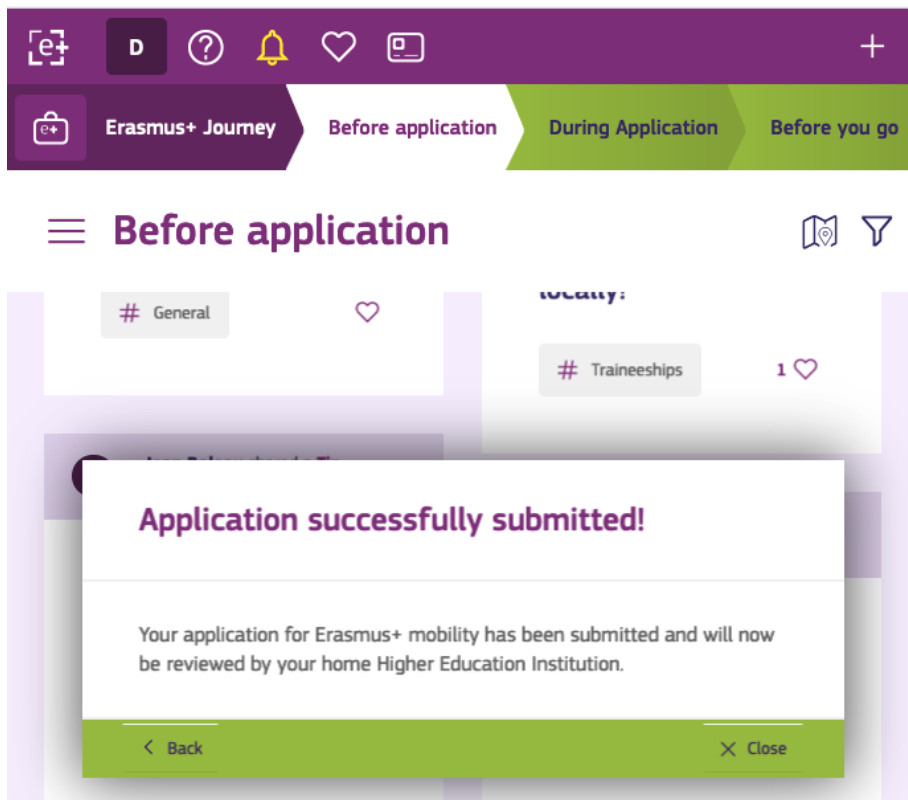 e+
D
?
e+
Erasmus+ Journey
Before application
During Application
Before you go
Before application
# General
locally!
# Traineeships
1
Application successfully submitted!
Your application for Erasmus+ mobility has been submitted and will now
be reviewed by your home Higher Education Institution.
Back
Close